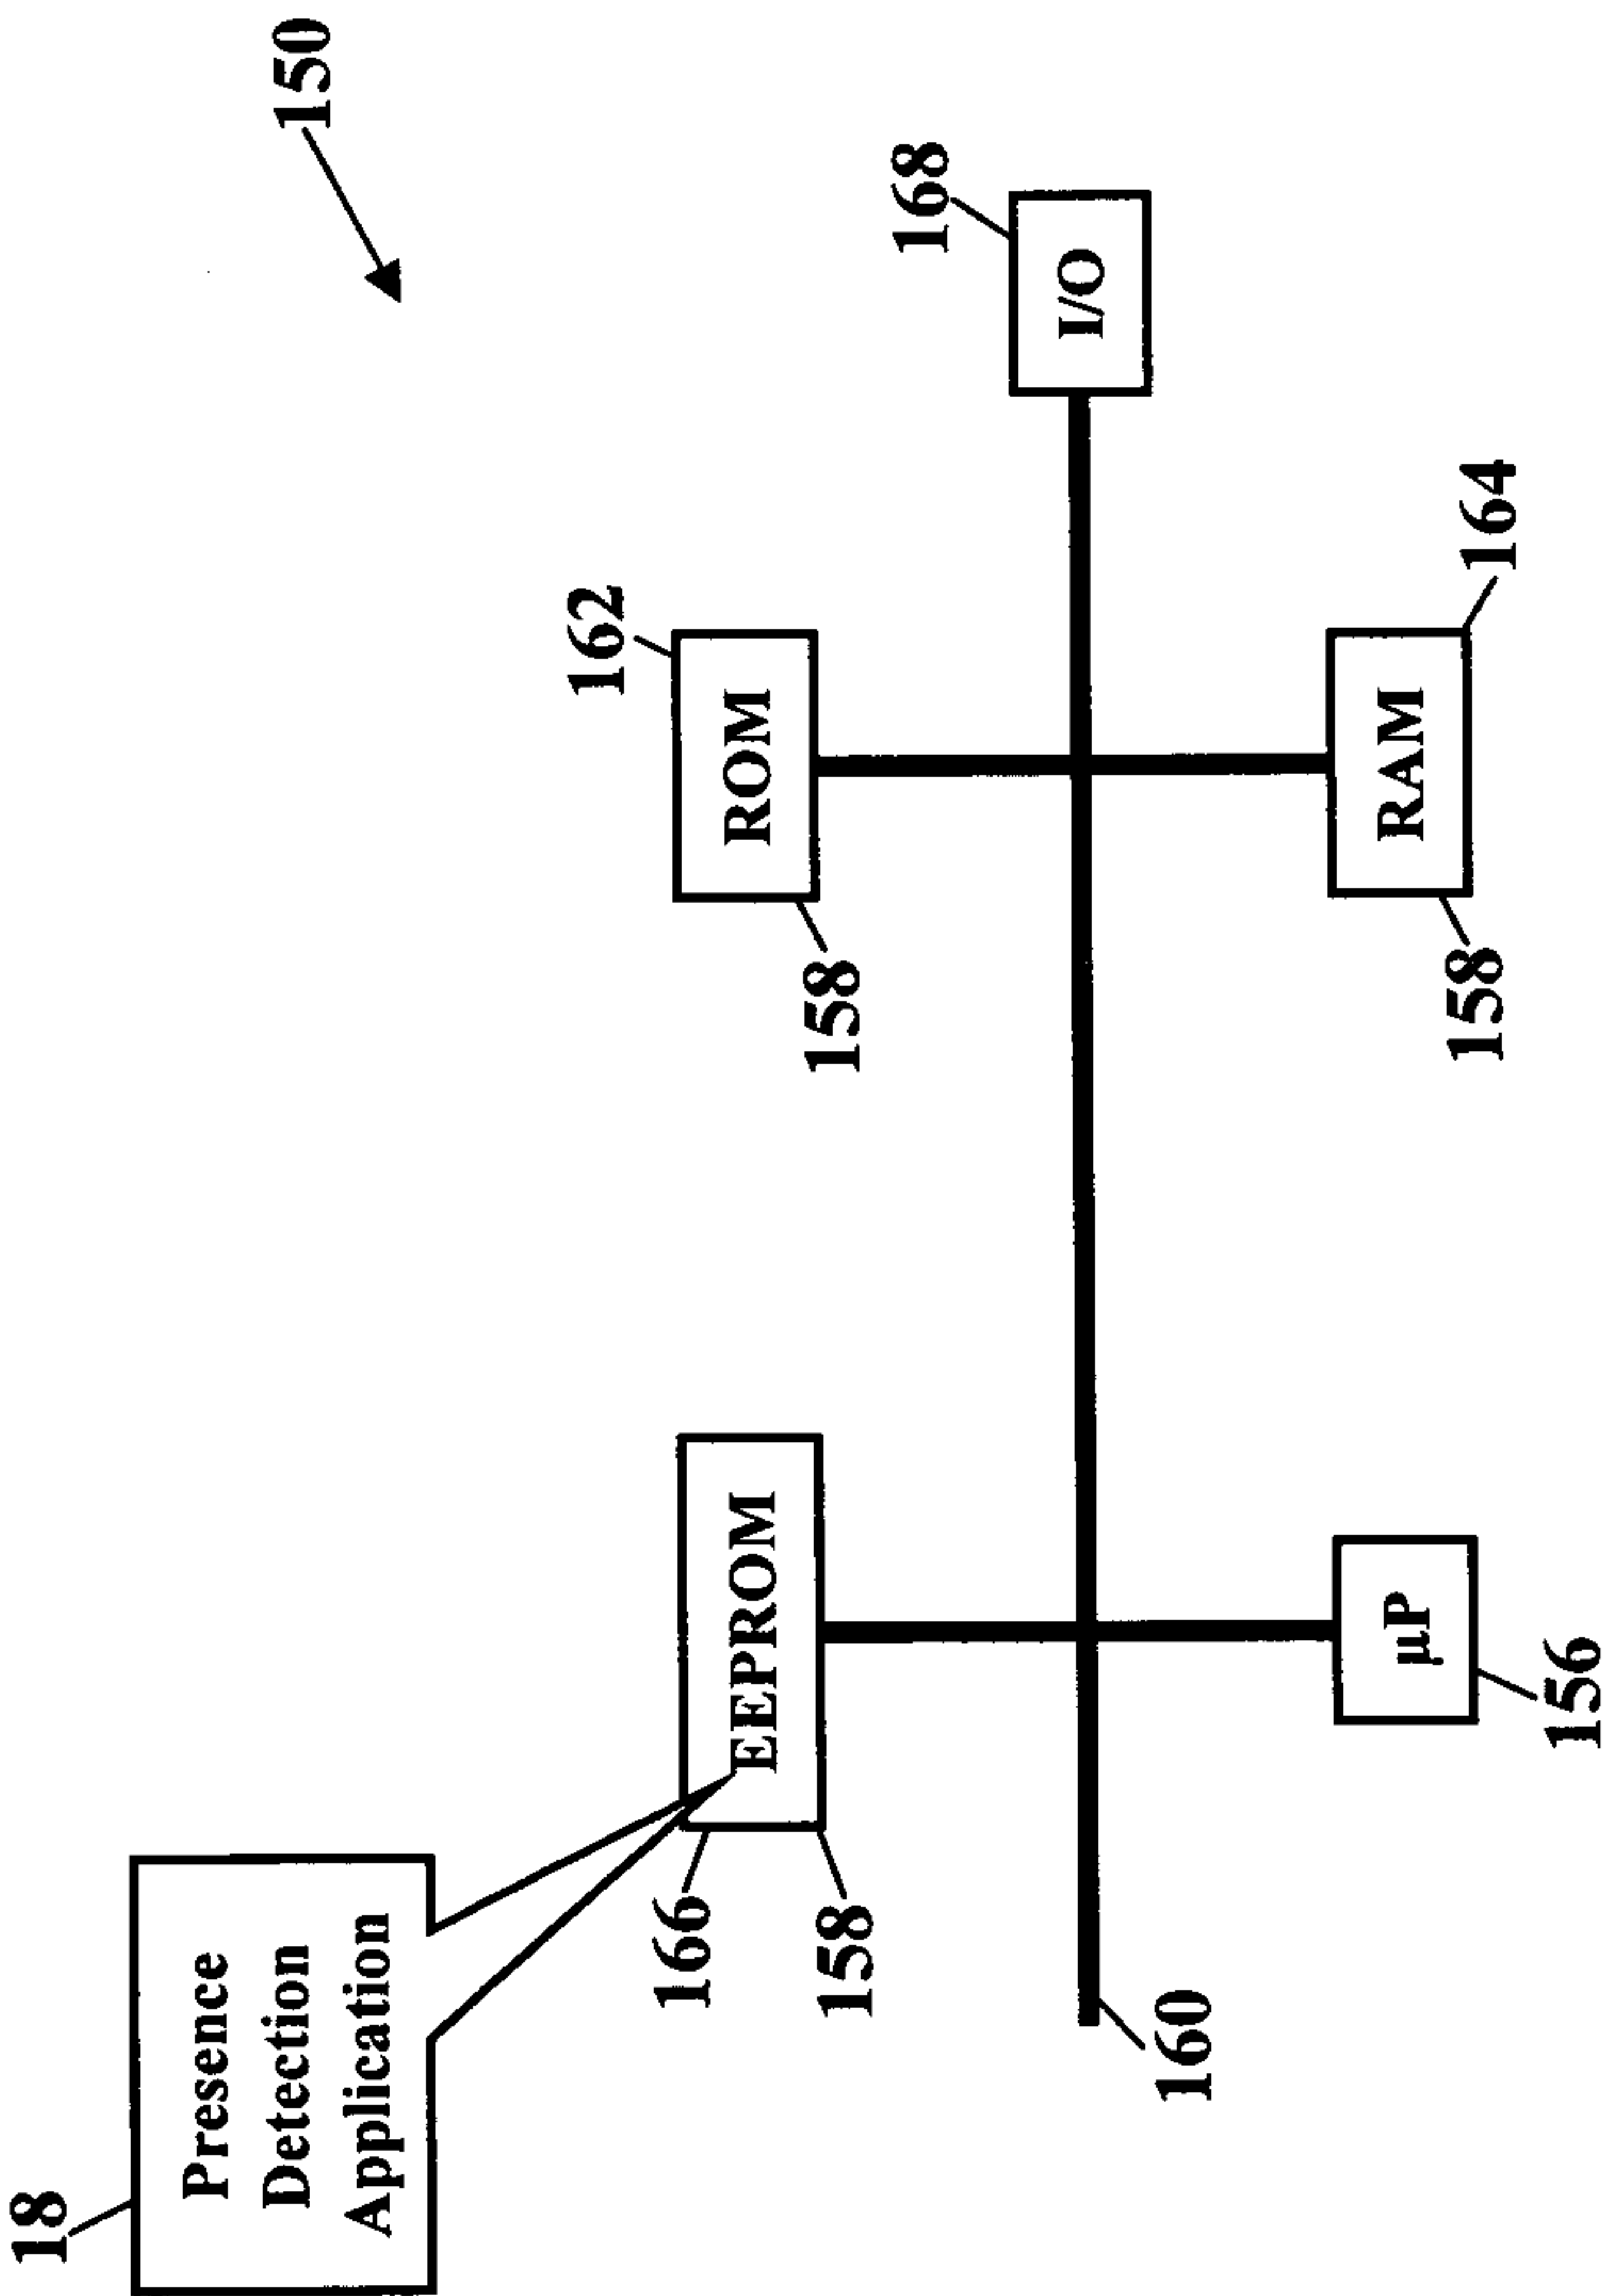 18
Presence
Detection
Application
150
162
166
EEPROM
ROM
158
158
168
I/O
160
µP
RAM
158
164
156